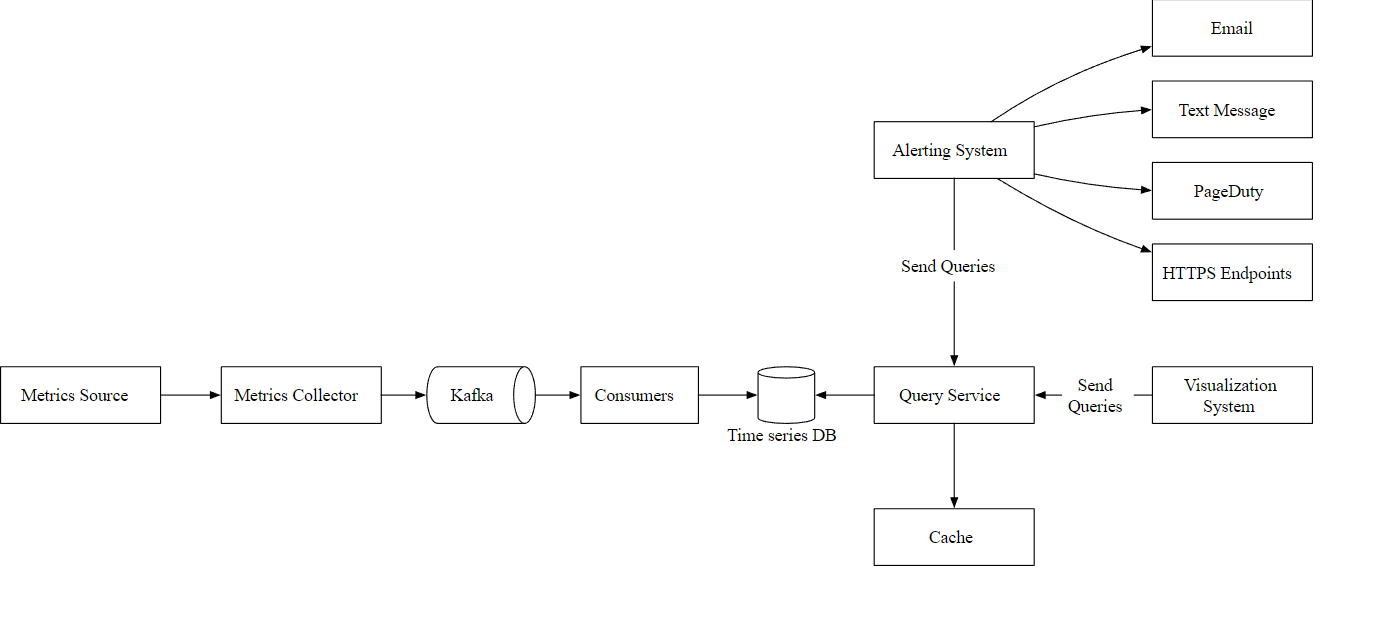 Email
Text Message
Alerting System
PageDuty
Send Queries
HTTPS Endpoints
Metrics Source
Metrics Collector
Kafka
Consumers
Time series DB
Query Service
Send
Queries
Visualization
System
Cache